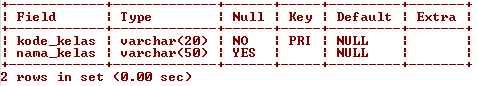 +------------+-------------+------+-----+---------+-------+
| Field      | Type        | Null | Key | Default | Extra |
+------------+-------------+------+-----+---------+-------+
| kode_kelas | varchar(20) | NO   | PRI | NULL    |       |
| nama_kelas | varchar(50) | YES  |     | NULL    |       |
+------------+-------------+------+-----+---------+-------+
2 rows in set (0.00 sec)